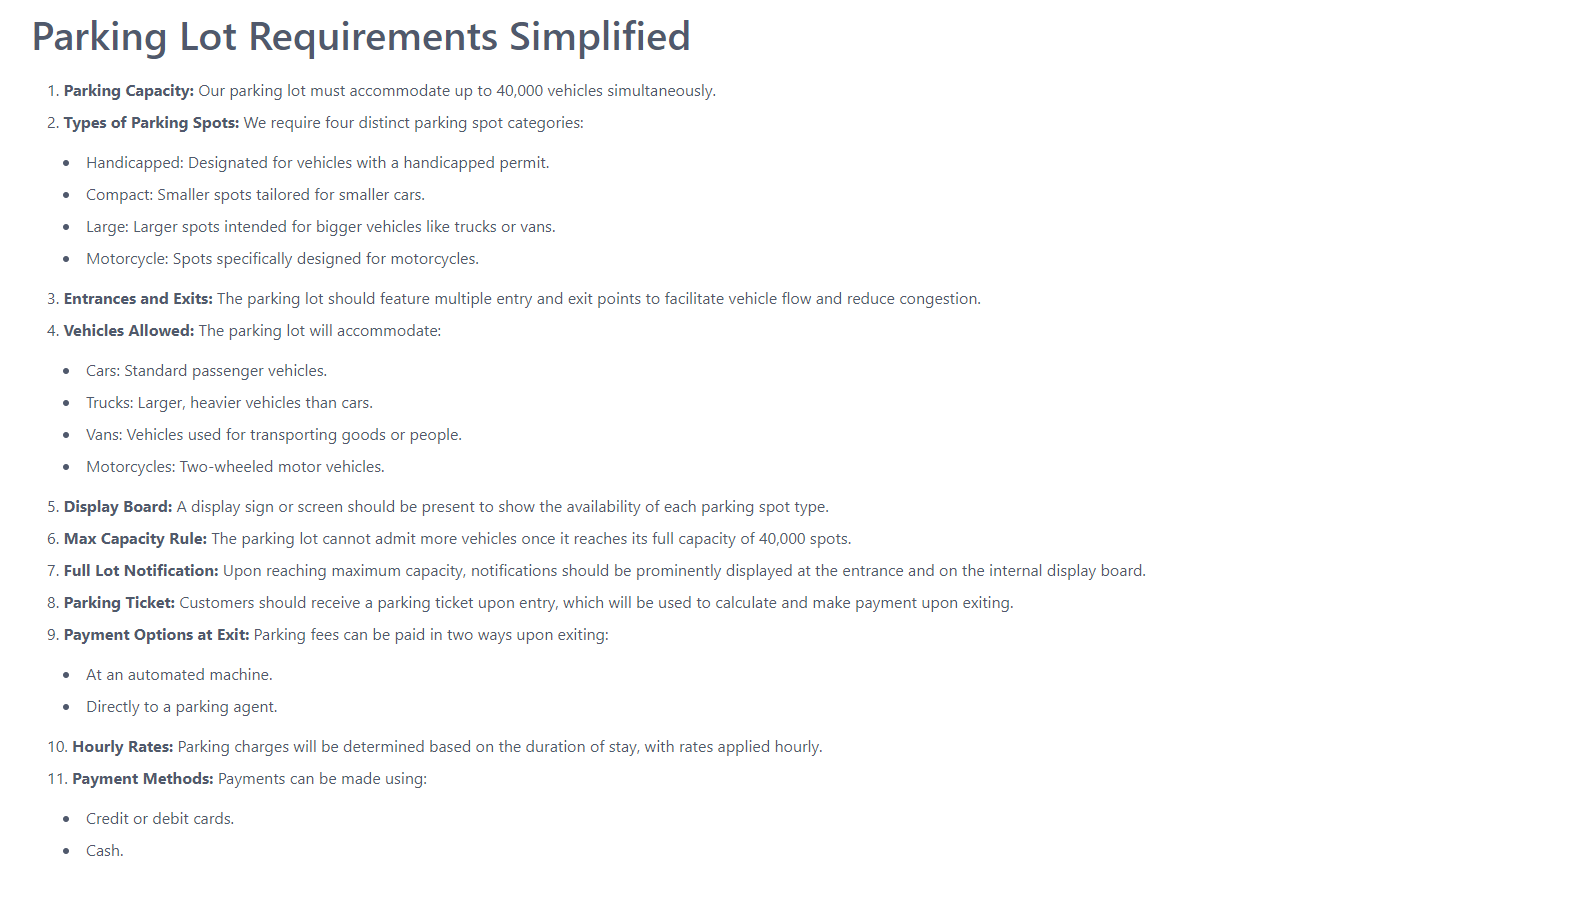 Parking Lot Requirements Simplified
1. Parking Capacity: Our parking lot must accommodate up to 40,000 vehicles simultaneously.
2. Types of Parking Spots: We require four distinct parking spot categories:
• Handicapped: Designated for vehicles with a handicapped permit.
• Compact: Smaller spots tailored for smaller cars.
• Large: Larger spots intended for bigger vehicles like trucks or vans.
• Motorcycle: Spots specifically designed for motorcycles.
3. Entrances and Exits: The parking lot should feature multiple entry and exit points to facilitate vehicle flow and reduce congestion.
4. Vehicles Allowed: The parking lot will accommodate:
• Cars: Standard passenger vehicles.
• Trucks: Larger, heavier vehicles than cars.
• Vans: Vehicles used for transporting goods or people.
• Motorcycles: Two-wheeled motor vehicles.
5. Display Board: A display sign or screen should be present to show the availability of each parking spot type.
6. Max Capacity Rule: The parking lot cannot admit more vehicles once it reaches its full capacity of 40,000 spots.
7. Full Lot Notification: Upon reaching maximum capacity, notifications should be prominently displayed at the entrance and on the internal display board.
8. Parking Ticket: Customers should receive a parking ticket upon entry, which will be used to calculate and make payment upon exiting.
9. Payment Options at Exit: Parking fees can be paid in two ways upon exiting:
• At an automated machine.
• Directly to a parking agent.
10. Hourly Rates: Parking charges will be determined based on the duration of stay, with rates applied hourly.
11. Payment Methods: Payments can be made using:
• Credit or debit cards.
• Cash.